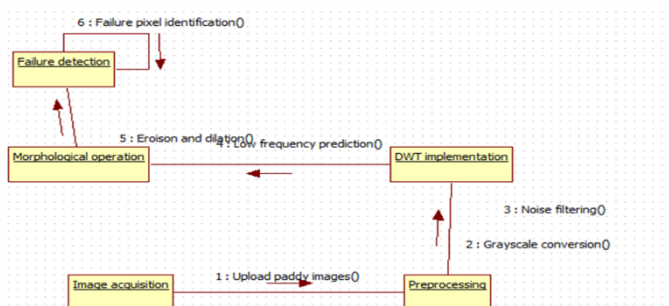 6 : Failure pixel identification()
Failure detection
5 : Eroison and dilation()
4 : Low frequency prediction()
Morphological operation
DWT implementation
3 : Noise filtering()
2 : Grayscale conversion()
1 : Upload paddy images()
Image acquisition
Preprocessing